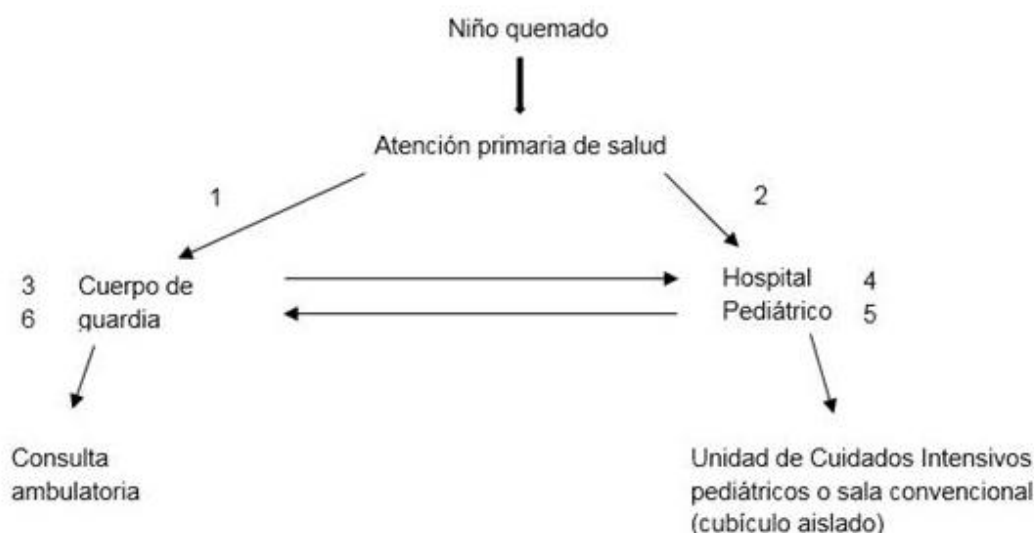 Niño quemado
Atención primaria de salud
1
2
3 Cuerpo de
6 guardia
Hospital 4
Pediátrico 5
Consulta
ambulatoria
Unidad de Cuidados Intensivos
pediátricos o sala convencional
(cubículo aislado)